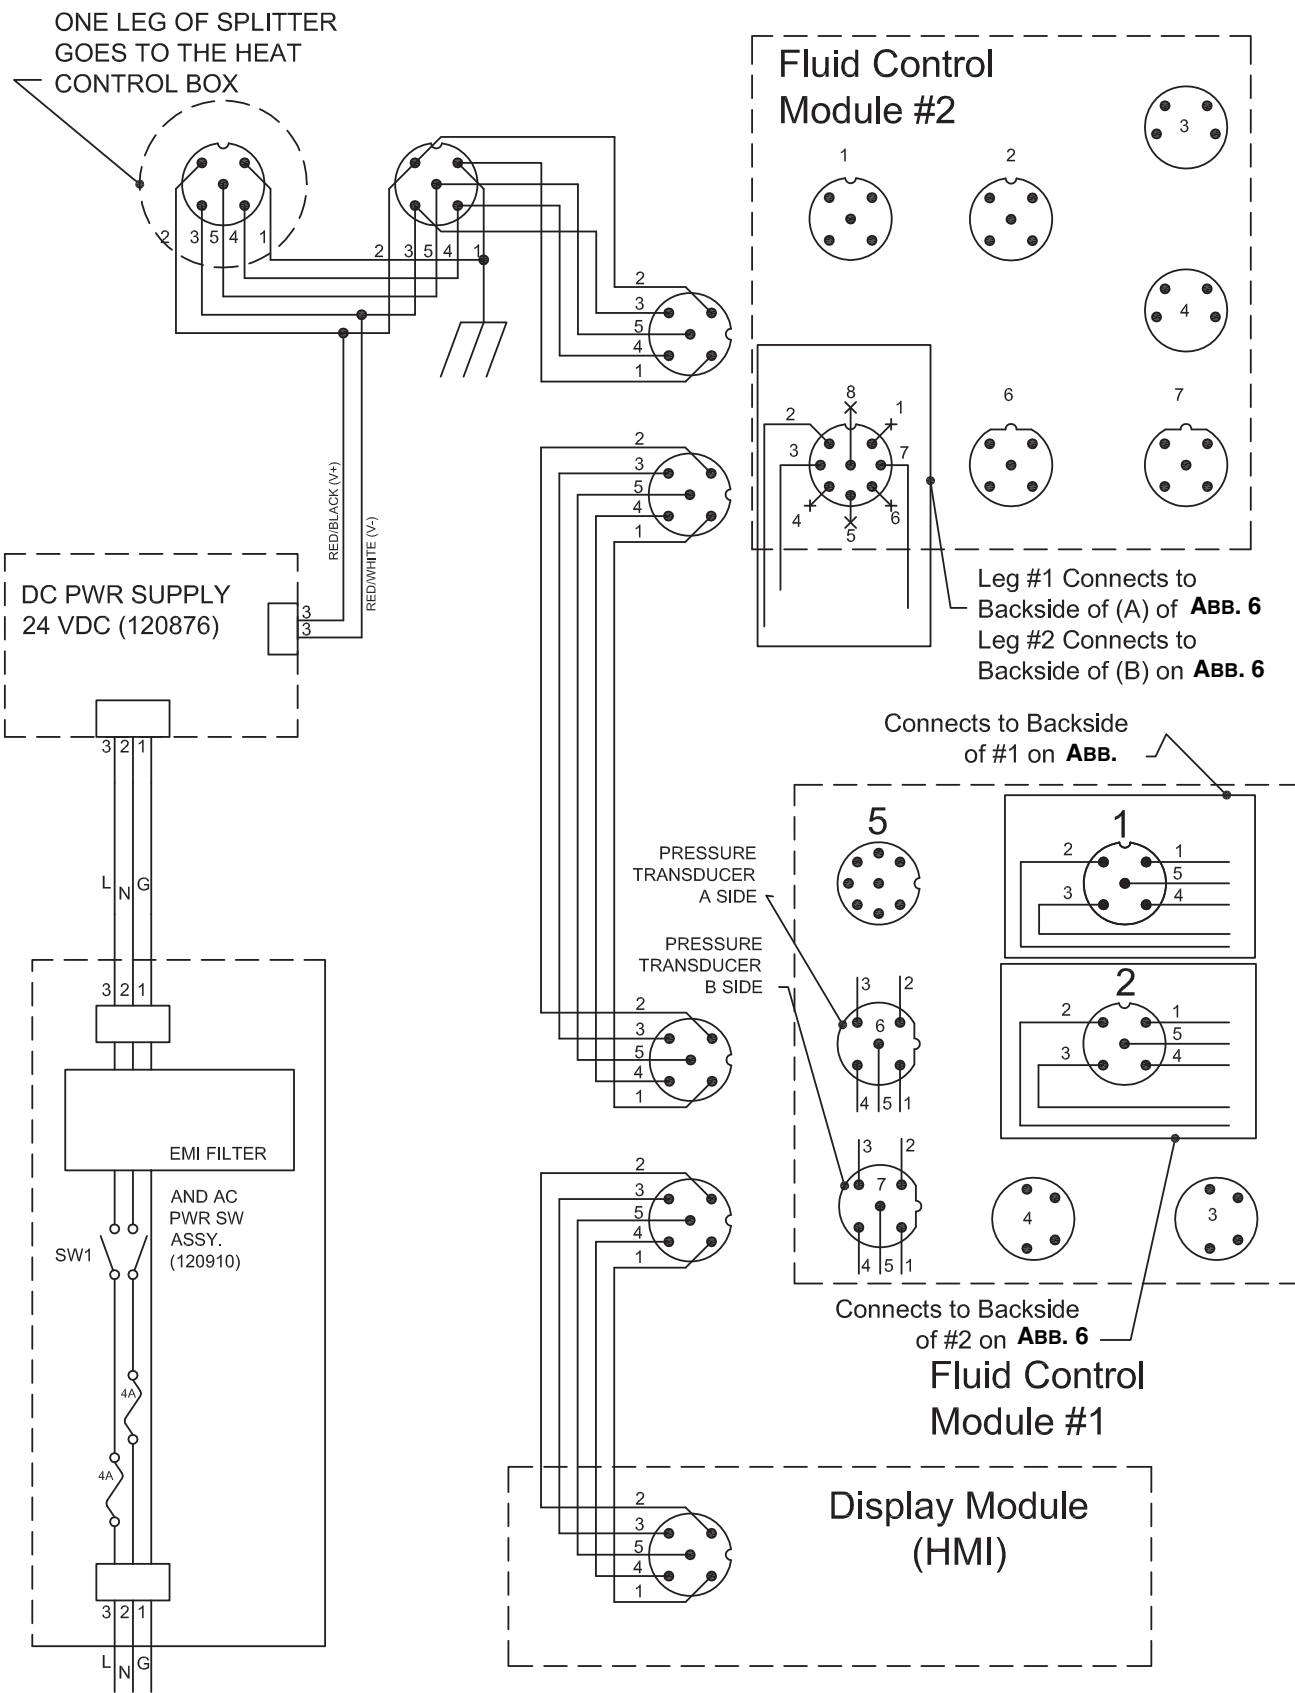 ONE LEG OF SPLITTER
GOES TO THE HEAT
CONTROL BOX
2 3 5 4 1
2 3 5 4 1
2
3
5
4
1
Fluid Control
Module #2
1
2
3
4
6
7
8
2
1
3
7
4
6
5
Leg #1 Connects to
Backside of (A) of ABB. 6
Leg #2 Connects to
Backside of (B) on ABB. 6
RED/BLACK (V+)
RED/WHITE (V-)
DC PWR SUPPLY
24 VDC (120876)
3
3
3 2 1
L N G
3 2 1
EMI FILTER
AND AC
PWR SW
ASSY.
(120910)
SW1
4A
4A
3 2 1
L N G
2
3
5
4
1
2
3
5
4
1
Connects to Backside
of #1 on ABB.
5
1
2 1
5
3 4
PRESSURE
TRANSDUCER
A SIDE
PRESSURE
TRANSDUCER
B SIDE
3 2
6
4 5 1
2
2 1
5
3 4
3 2
7
4 5 1
4
3
Connects to Backside
of #2 on ABB. 6
Fluid Control
Module #1
2
3
5
4
1
2
3
5
4
1
Display Module
(HMI)